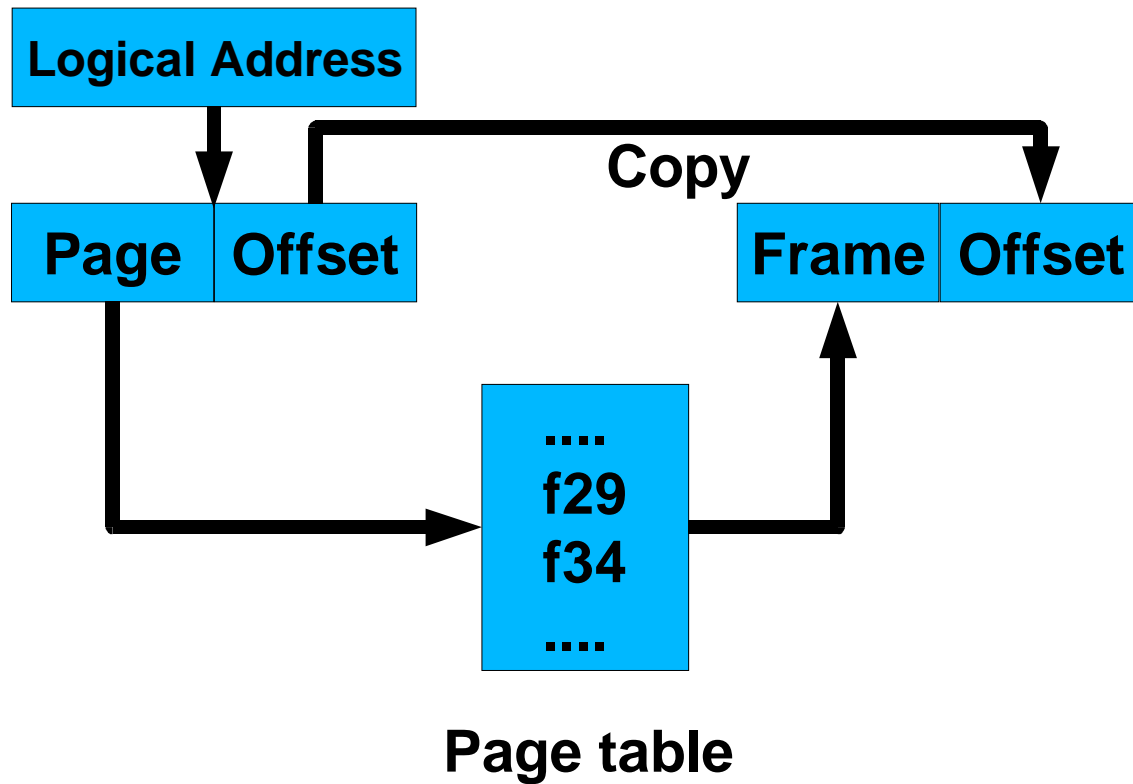 Logical Address
Copy
Page Offset
Frame Offset
....
f29
f34
....
Page table